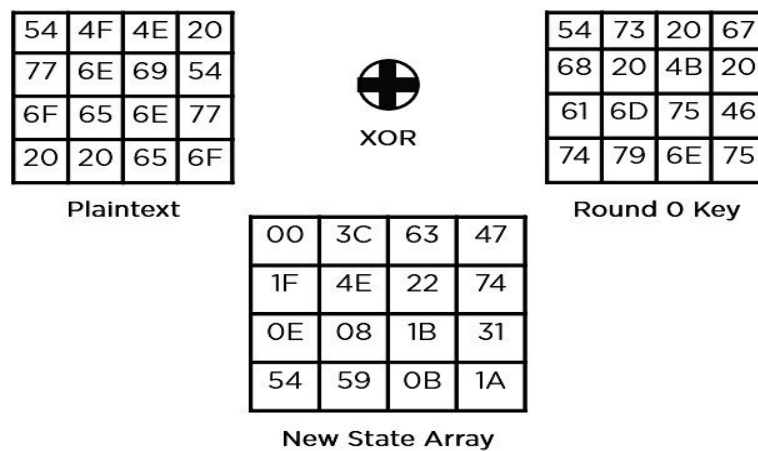 54 4F 4E 20
77 6E 69 54
6F 65 6E 77
20 20 65 6F
Plaintext
XOR
54 73 20 67
68 20 4B 20
61 6D 75 46
74 79 6E 75
Round 0 Key
00 3C 63 47
1F 4E 22 74
0E 08 1B 31
54 59 0B 1A
New State Array